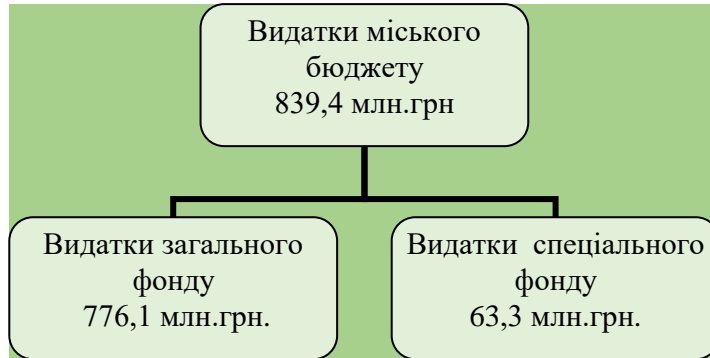 Видатки міського
бюджету
839,4 млн.грн
Видатки загального
фонду
776,1 млн.грн.
Видатки спеціального
фонду
63,3 млн.грн.